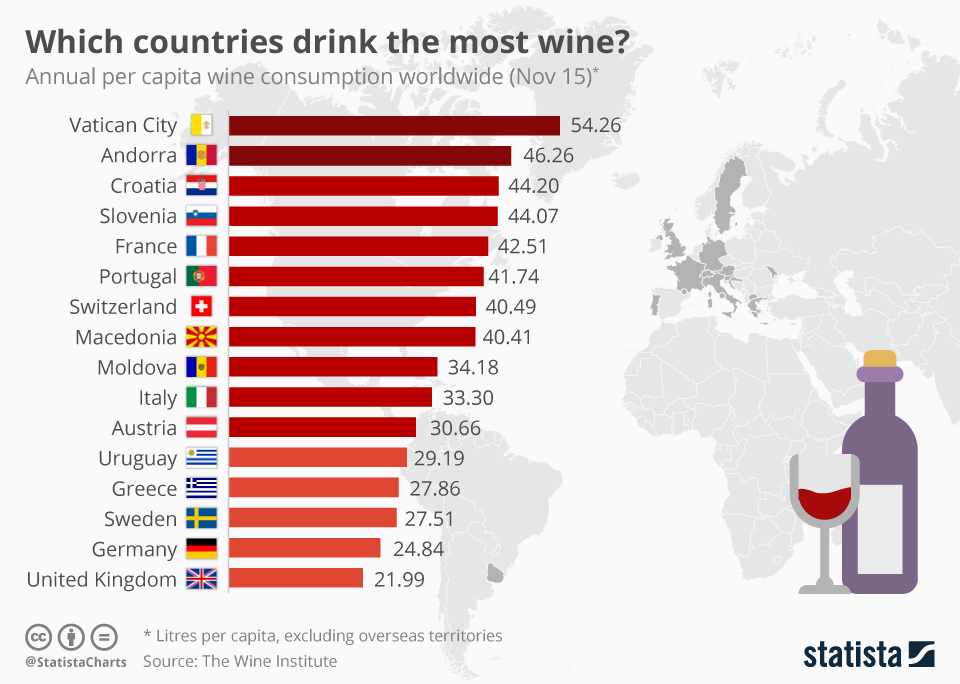 Which countries drink the most wine?
Annual per capita wine consumption worldwide (Nov 15)*
Vatican City 54.26
Andorra 46.26
Croatia 44.20
Slovenia 44.07
France 42.51
Portugal 41.74
Switzerland 40.49
Macedonia 40.41
Moldova 34.18
Italy 33.30
Austria 30.66
Uruguay 29.19
Greece 27.86
Sweden 27.51
Germany 24.84
United Kingdom 21.99
cc
@StatistaCharts
* Litres per capita, excluding overseas territories
Source: The Wine Institute
statista